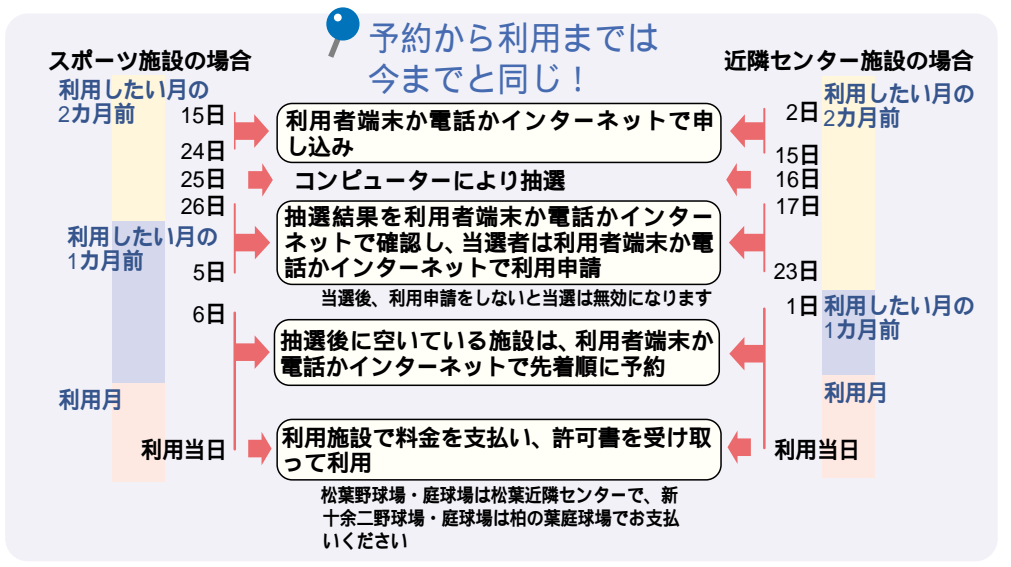 予約から利用までは
今までと同じ！
スポーツ施設の場合
利用したい月の
2カ月前
15日
24日
25日
26日
利用したい月の
1カ月前
5日
6日
利用月
利用当日
利用者端末か電話かインターネットで申
し込み
コンピューターにより抽選
抽選結果を利用者端末か電話かインター
ネットで確認し、当選者は利用者端末か電
話かインターネットで利用申請
当選後、利用申請をしないと当選は無効になります
抽選後に空いている施設は、利用者端末か
電話かインターネットで先着順に予約
利用施設で料金を支払い、許可書を受け取
って利用
松葉野球場・庭球場は松葉近隣センターで、新
十余二野球場・庭球場は柏の葉庭球場でお支払
いください
近隣センター施設の場合
利用したい月の
2カ月前
2日
15日
16日
17日
23日
1日
利用したい月の
1カ月前
利用月
利用当日